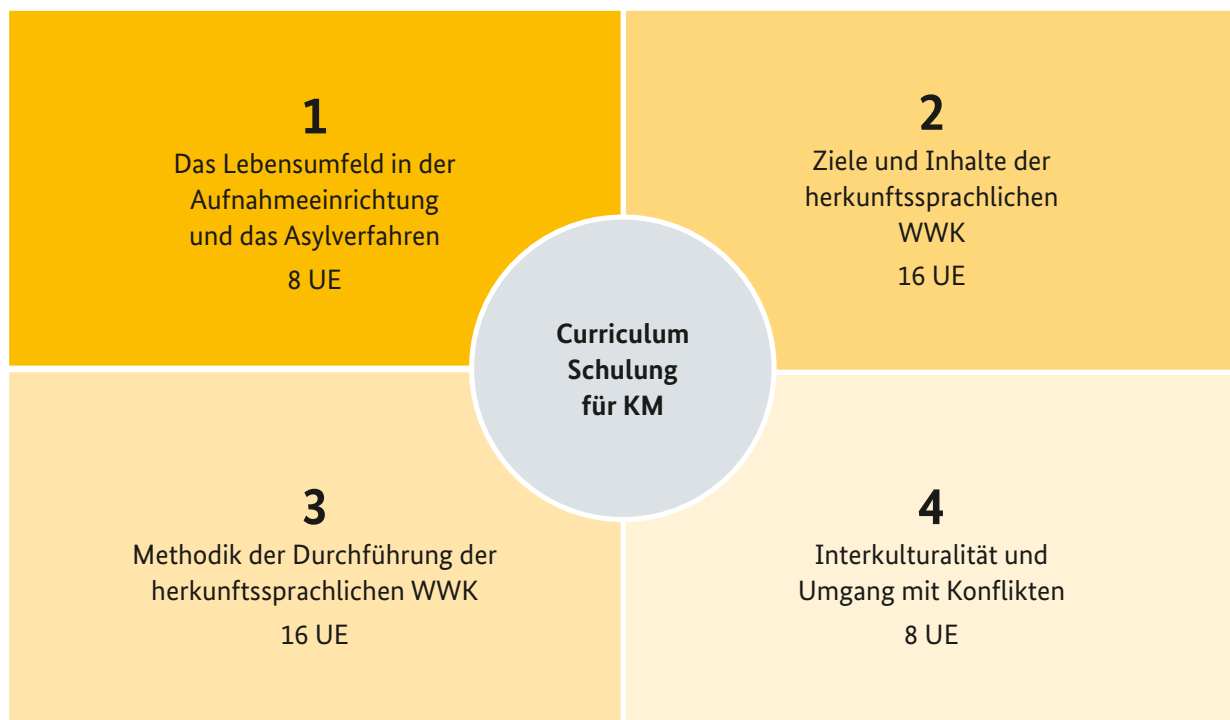 1
Das Lebensumfeld in der
Aufnahmeeinrichtung
und das Asylverfahren
8 UE
2
Ziele und Inhalte der
herkunftssprachlichen
WWK
16 UE
Curriculum
Schulung
für KM
3
Methodik der Durchführung der
herkunftssprachlichen WWK
16 UE
4
Interkulturalität und
Umgang mit Konflikten
8 UE